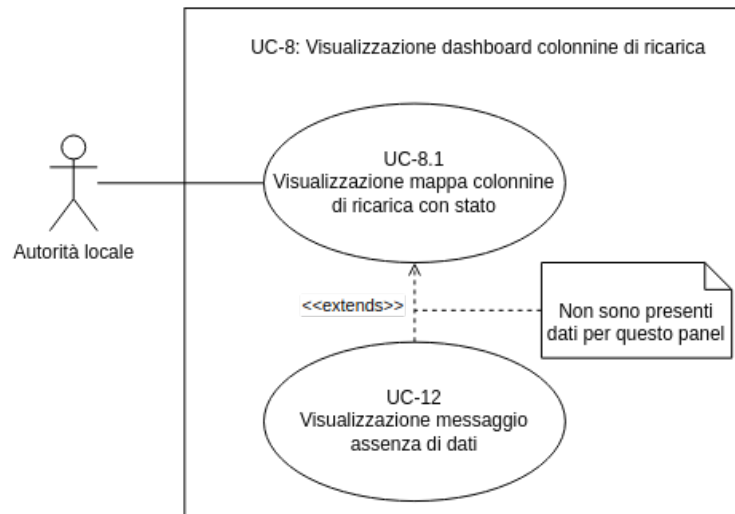 UC-8: Visualizzazione dashboard colonnine di ricarica
UC-8.1
Visualizzazione mappa colonnine
di ricarica con stato
Autorità locale
<<extends>>
Non sono presenti
dati per questo panel
UC-12
Visualizzazione messaggio
assenza di dati